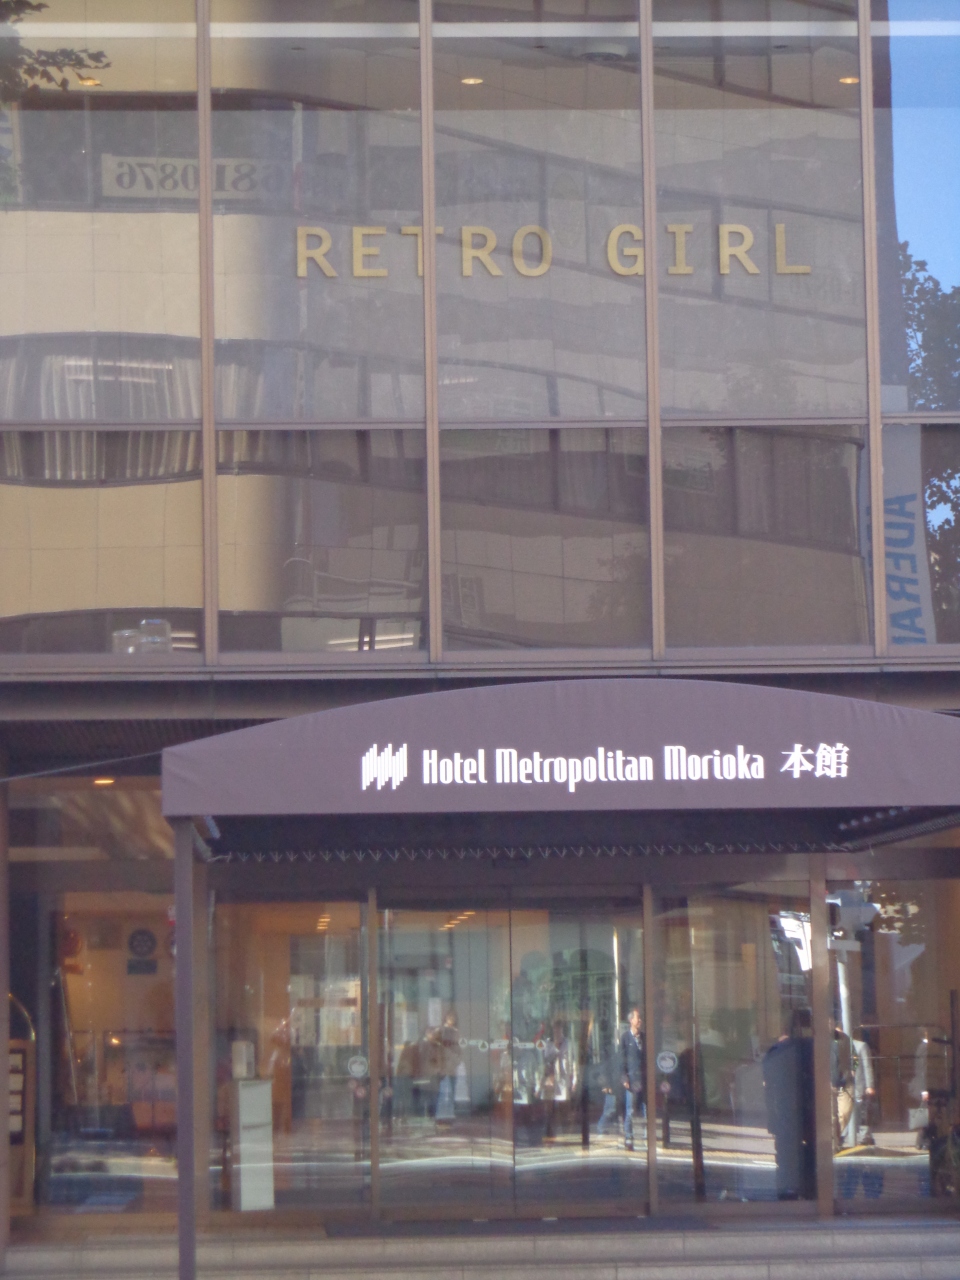 RETRO GIRL
Hotel Metropolitan Morioka 本館